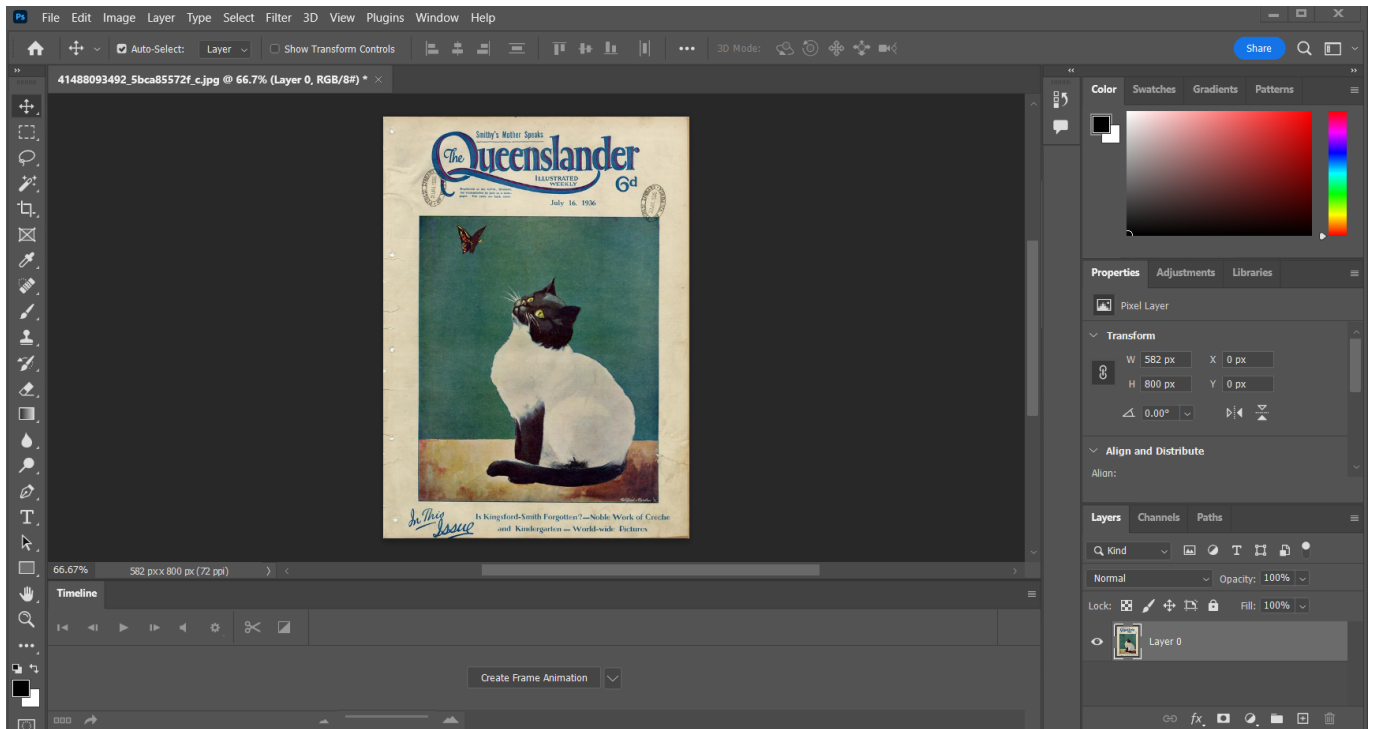 Ps File Edit Image Layer Type Select Filter 3D View Plugins Window Help
Auto-Select: Layer Show Transform Controls 3D Mode: Share
41488093492_5bca85572f_c.jpg @ 66.7% (Layer 0, RGB/8#) * ×
Smithy's Mother Speaks
The Queenslander
ILLUSTRATED
WEEKLY
6d
July 16. 1936
In This
Issue
Is Kingsford-Smith Forgotten?—Noble Work of Creche
and Kindergarten — World-wide Pictures
66.67% 582 px x 800 px (72 ppi)
Timeline
Create Frame Animation
Color Swatches Gradients Patterns
Properties Adjustments Libraries
Pixel Layer
Transform
W 582 px X 0 px
H 800 px Y 0 px
0.00°
Align and Distribute
Align:
Layers Channels Paths
Kind
Normal Opacity: 100%
Lock: Fill: 100%
Layer 0
fx